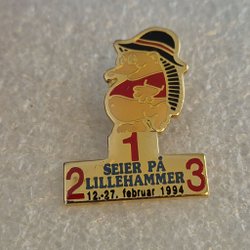 1
SEIER PÅ
2 LILLEHAMMER 3
12.-27. februar 1994